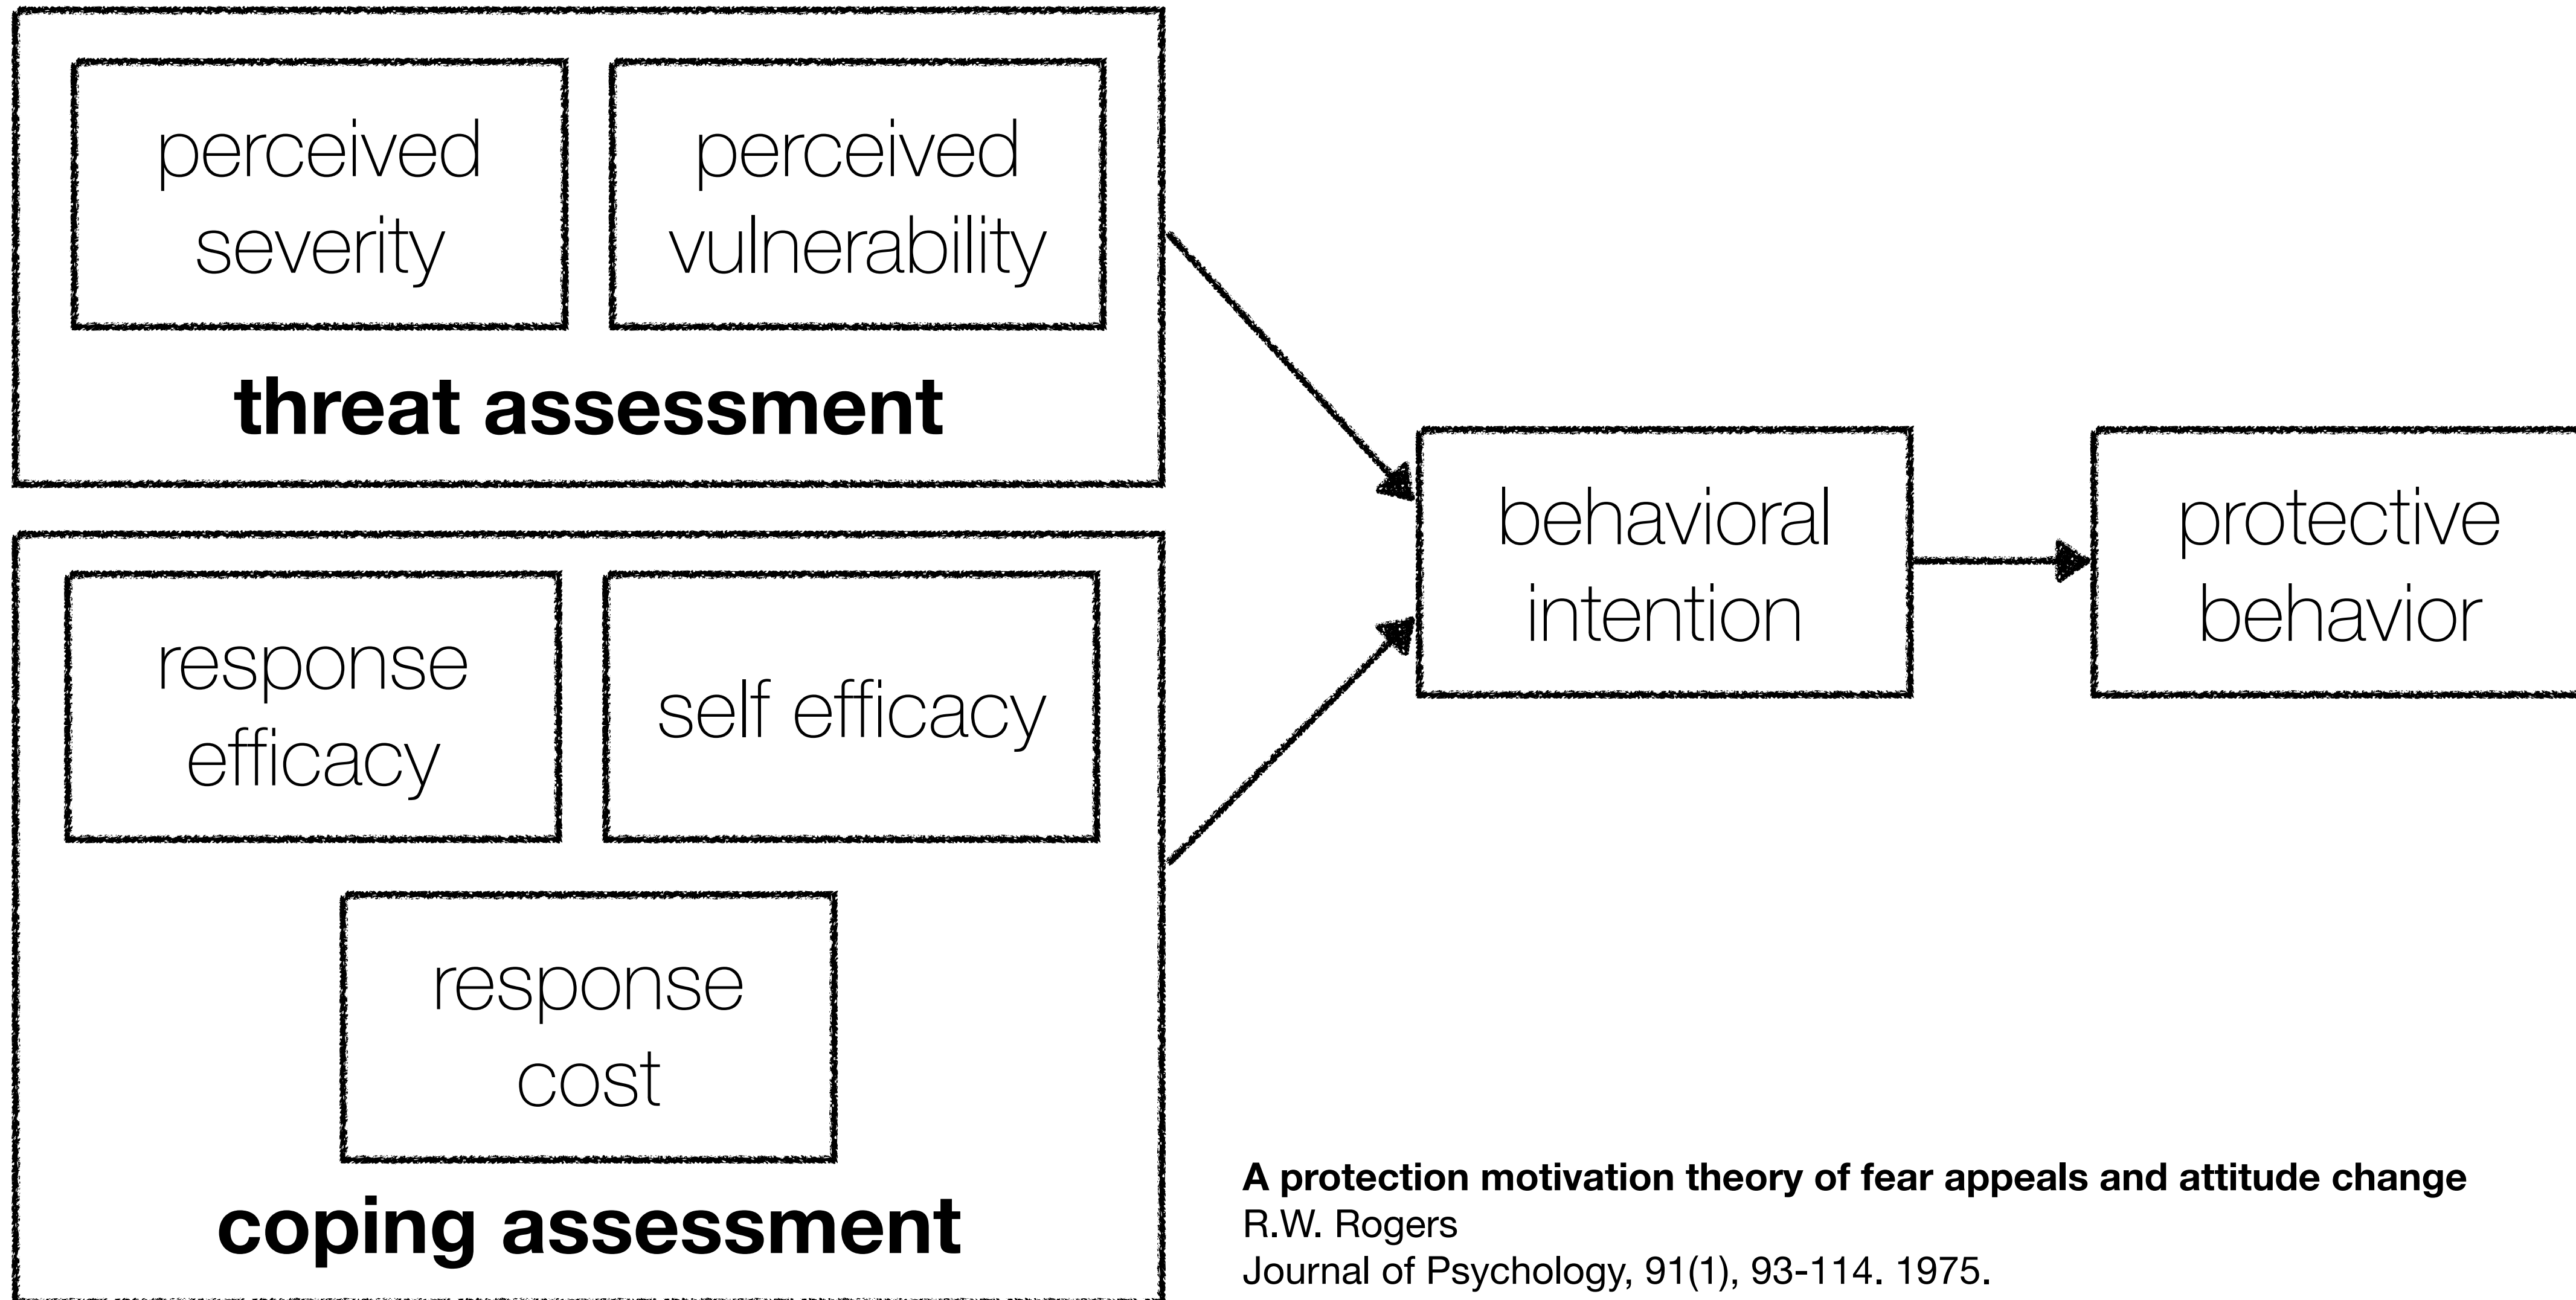 perceived
severity
perceived
vulnerability
threat assessment
response
efficacy
self efficacy
response
cost
coping assessment
behavioral
intention
protective
behavior
A protection motivation theory of fear appeals and attitude change
R.W. Rogers
Journal of Psychology, 91(1), 93-114. 1975.